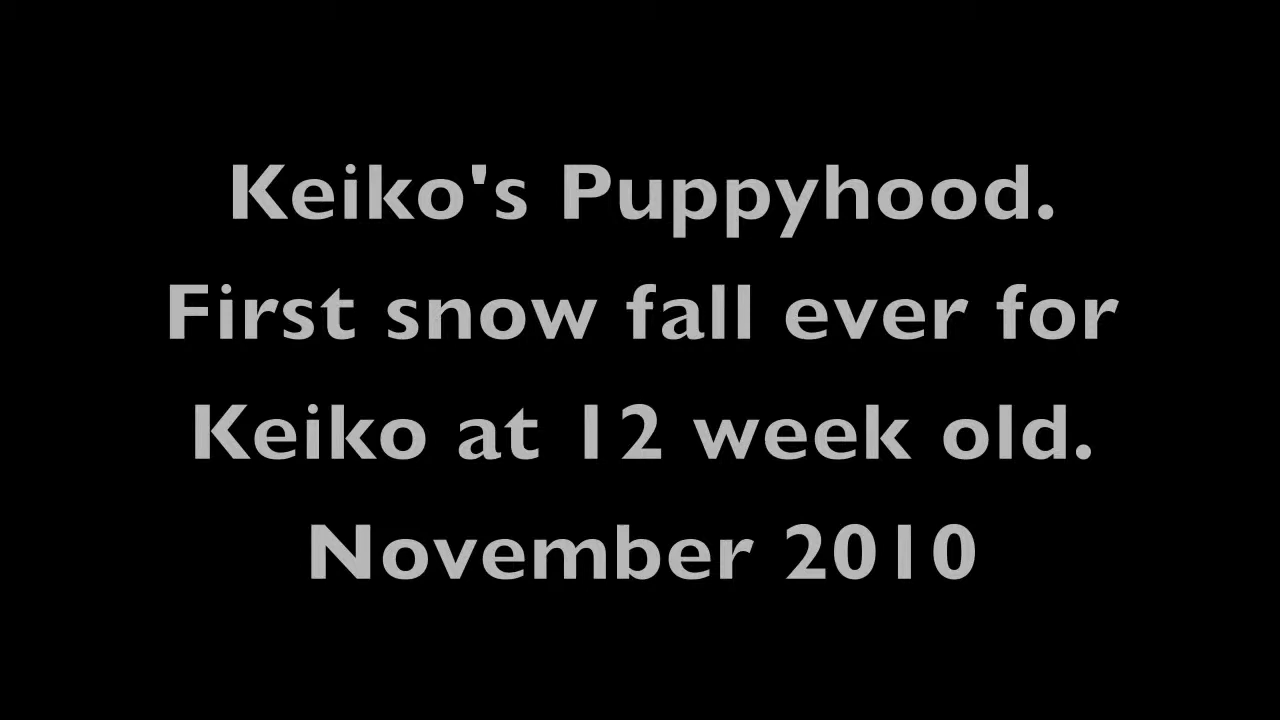 Keiko's Puppyhood.
First snow fall ever for
Keiko at 12 week old.
November 2010